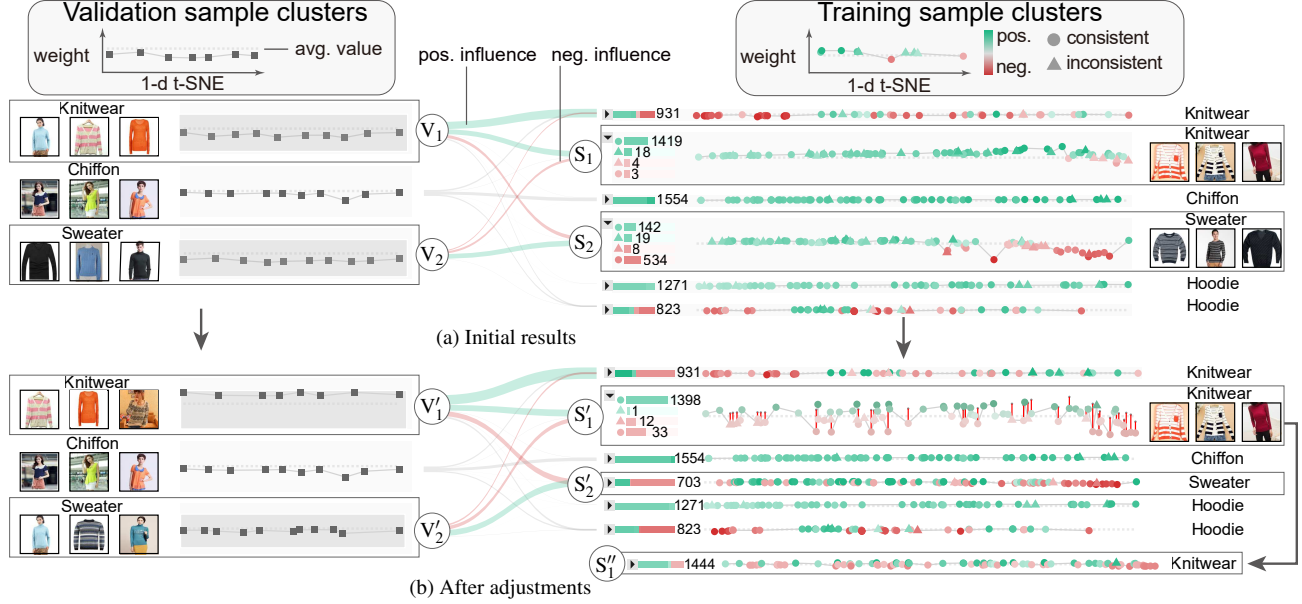 Validation sample clusters
weight
avg. value
1-d t-SNE
pos. influence
neg. influence
Training sample clusters
weight
1-d t-SNE
pos.
neg.
consistent
inconsistent
Knitwear
V1
Chiffon
Sweater
V2
931
Knitwear
S1
1419
18
4
3
Knitwear
1554
Chiffon
S2
142
19
8
534
Sweater
1271
Hoodie
823
Hoodie
(a) Initial results
Knitwear
V′1
Chiffon
Sweater
V′2
931
Knitwear
S′1
1398
1
12
33
Knitwear
1554
Chiffon
S′2
703
Sweater
1271
Hoodie
823
Hoodie
S″1
1444
Knitwear
(b) After adjustments